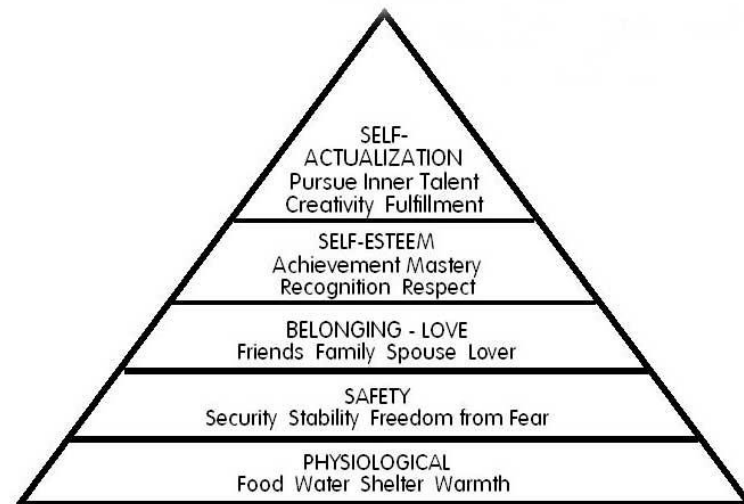 SELF-
ACTUALIZATION
Pursue Inner Talent
Creativity Fulfillment
SELF-ESTEEM
Achievement Mastery
Recognition Respect
BELONGING - LOVE
Friends Family Spouse Lover
SAFETY
Security Stability Freedom from Fear
PHYSIOLOGICAL
Food Water Shelter Warmth